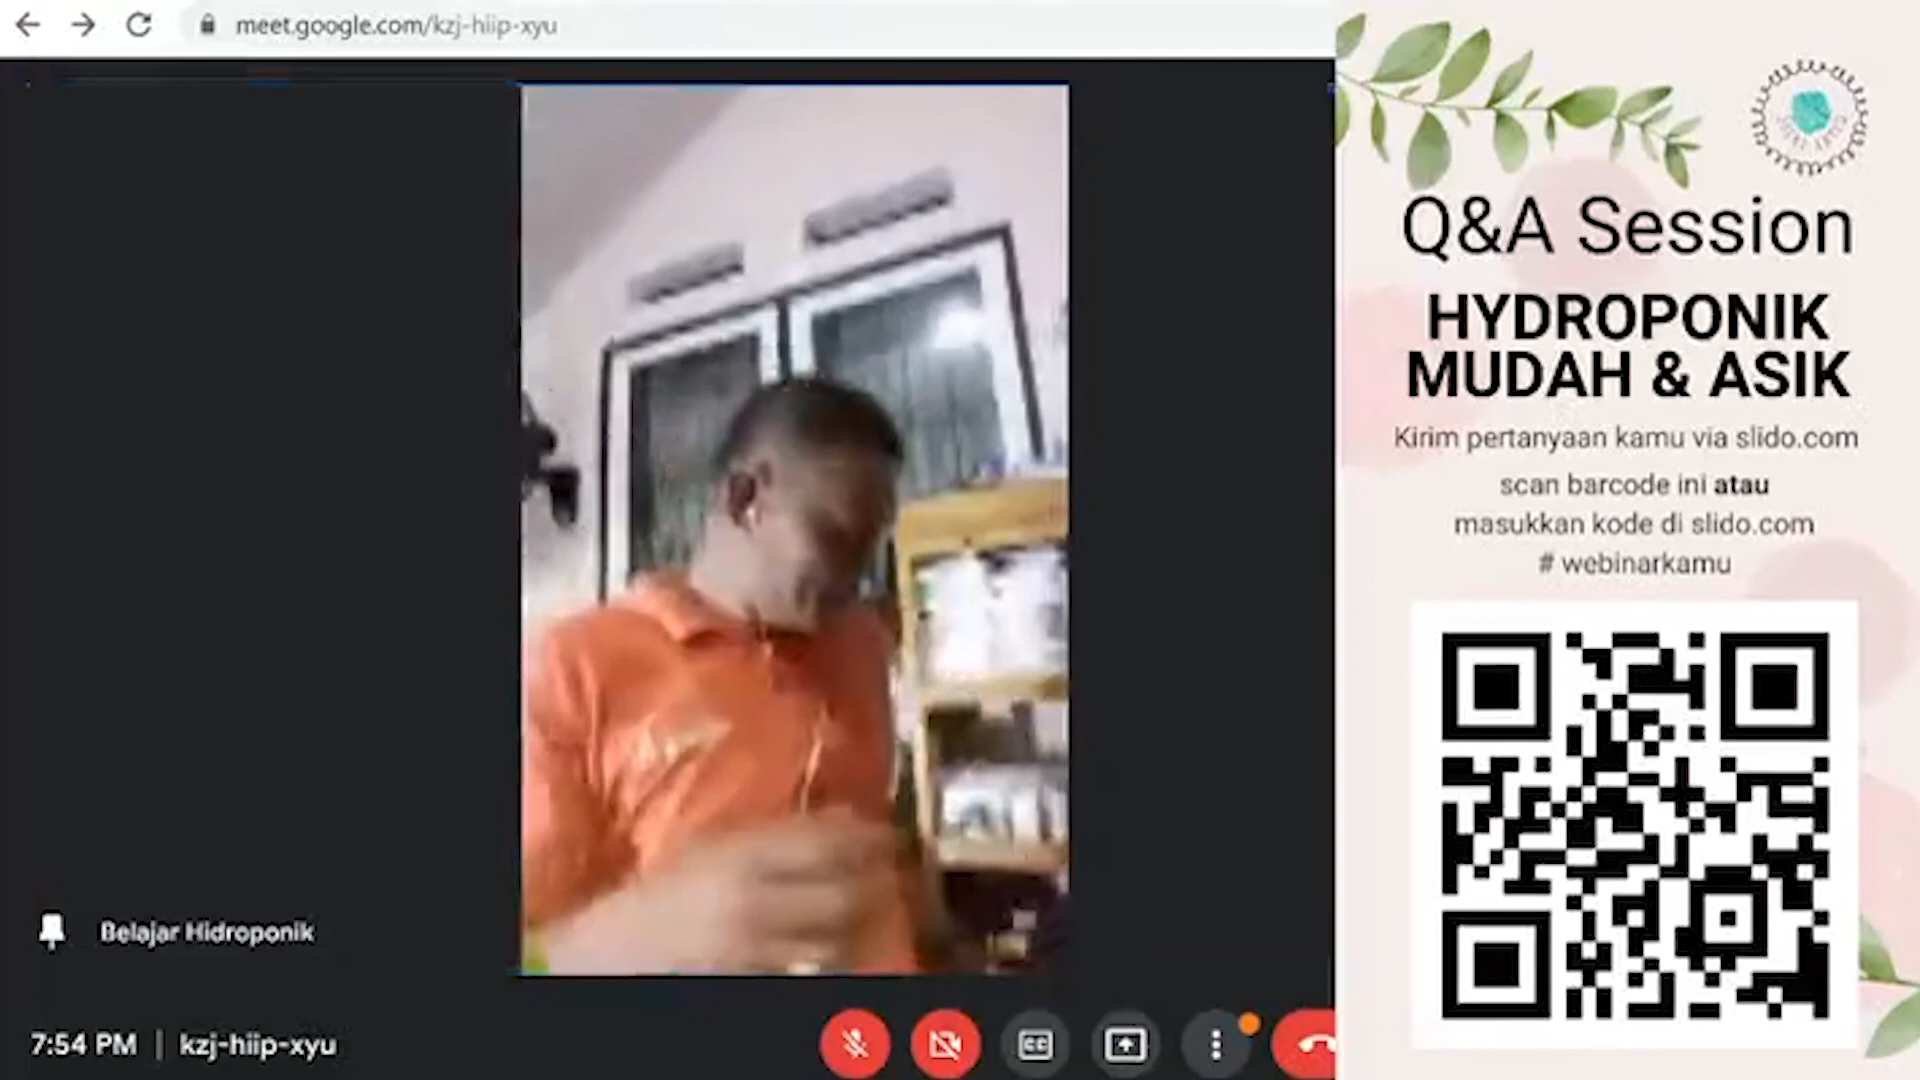 meet.google.com/kzj-hiip-xyu
Belajar Hidroponik
7:54 PM | kzj-hiip-xyu
CC
Q&A Session
HYDROPONIK
MUDAH & ASIK
Kirim pertanyaan kamu via slido.com
scan barcode ini atau
masukkan kode di slido.com
# webinarkamu